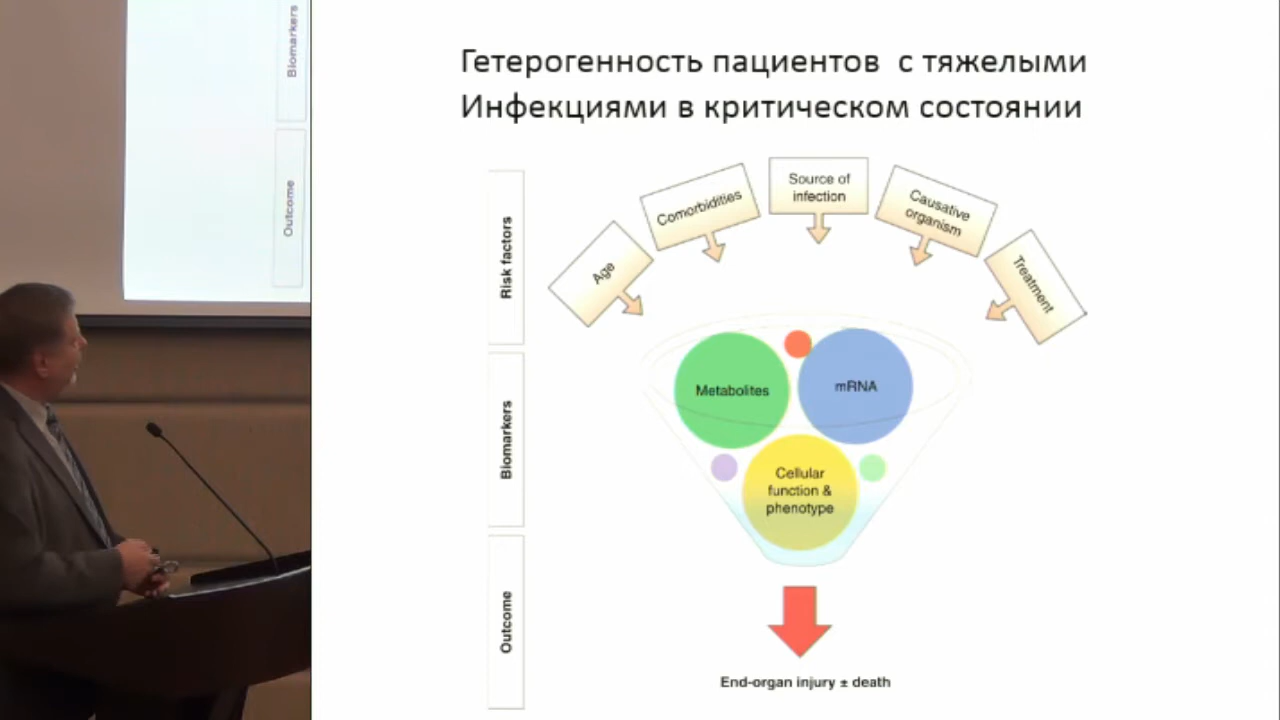 Biomarkers
Outcome
Гетерогенность пациентов с тяжелыми
Инфекциями в критическом состоянии
Risk factors
Age
Comorbidities
Source of
infection
Causative
organism
Treatment
Biomarkers
Metabolites
mRNA
Cellular
function &
phenotype
Outcome
End-organ injury ± death